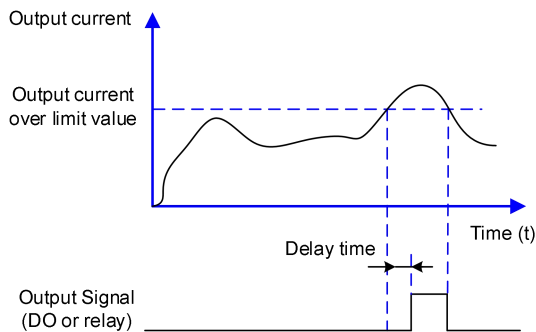 Output current
Output current
over limit value
Time (t)
Delay time
Output Signal
(DO or relay)